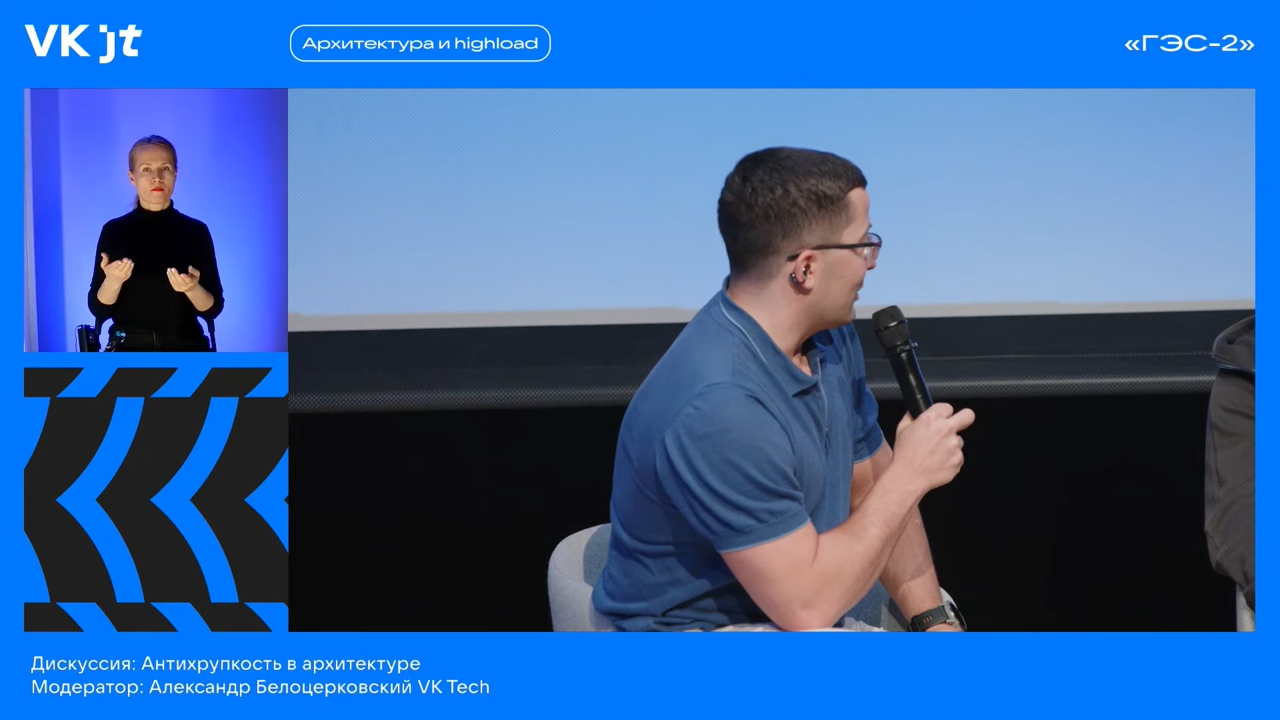 VK jt
Архитектура и highload
«ГЭС-2»
Дискуссия: Антихрупкость в архитектуре
Модератор: Александр Белоцерковский VK Tech